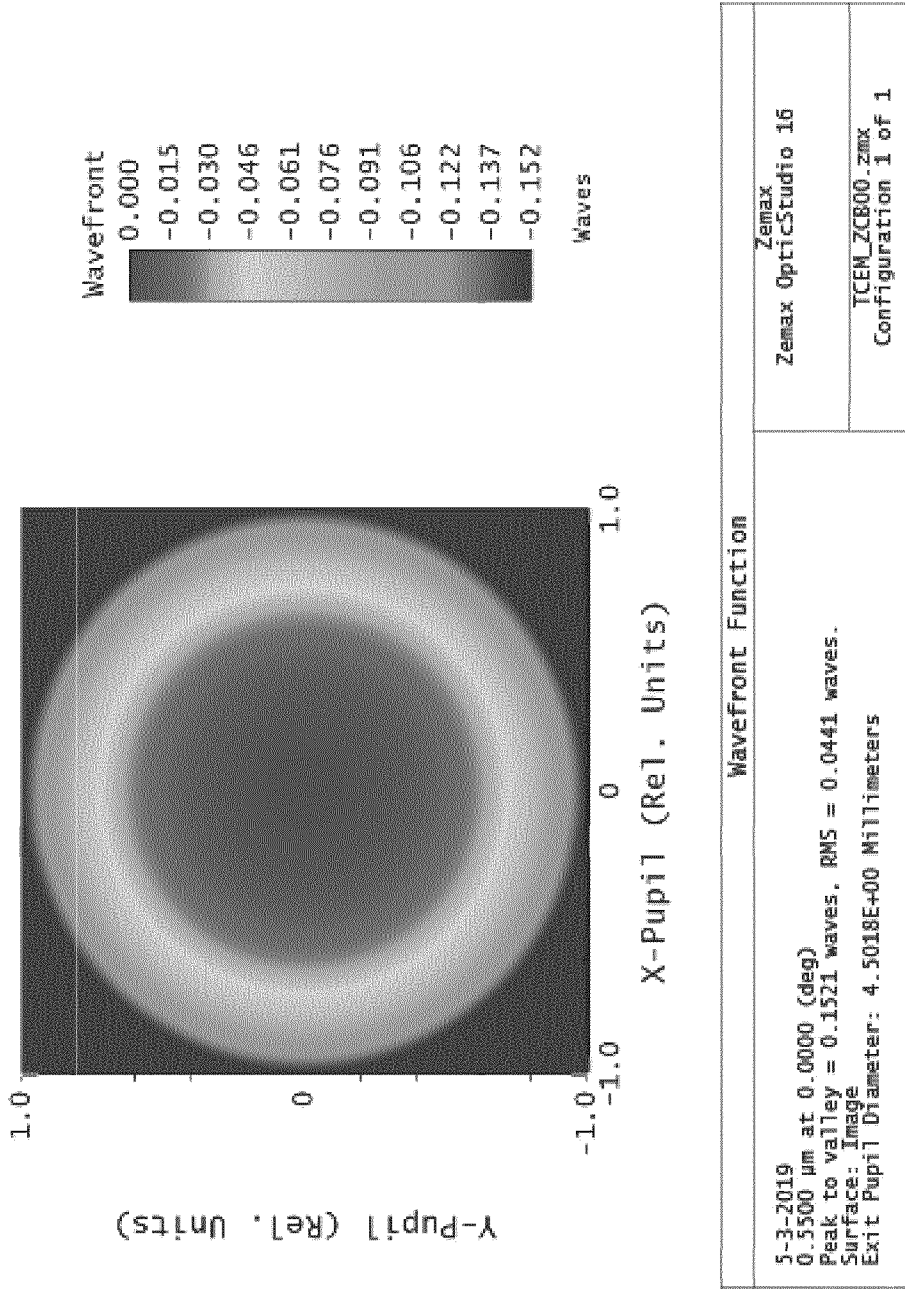 Wavefront
0.000
-0.015
-0.030
-0.046
-0.061
-0.076
-0.091
-0.106
-0.122
-0.137
-0.152
Waves
1.0
0
-1.0
Y-Pupil (Rel. Units)
-1.0
0
1.0
X-Pupil (Rel. Units)
Wavefront Function
5-3-2019
0.5500 µm at 0.0000 (deg)
Peak to valley = 0.1521 waves, RMS = 0.0441 waves.
Surface: Image
Exit Pupil Diameter: 4.5018E+00 Millimeters
Zemax
Zemax OpticStudio 16
TCEM_ZCB00.zmx
Configuration 1 of 1